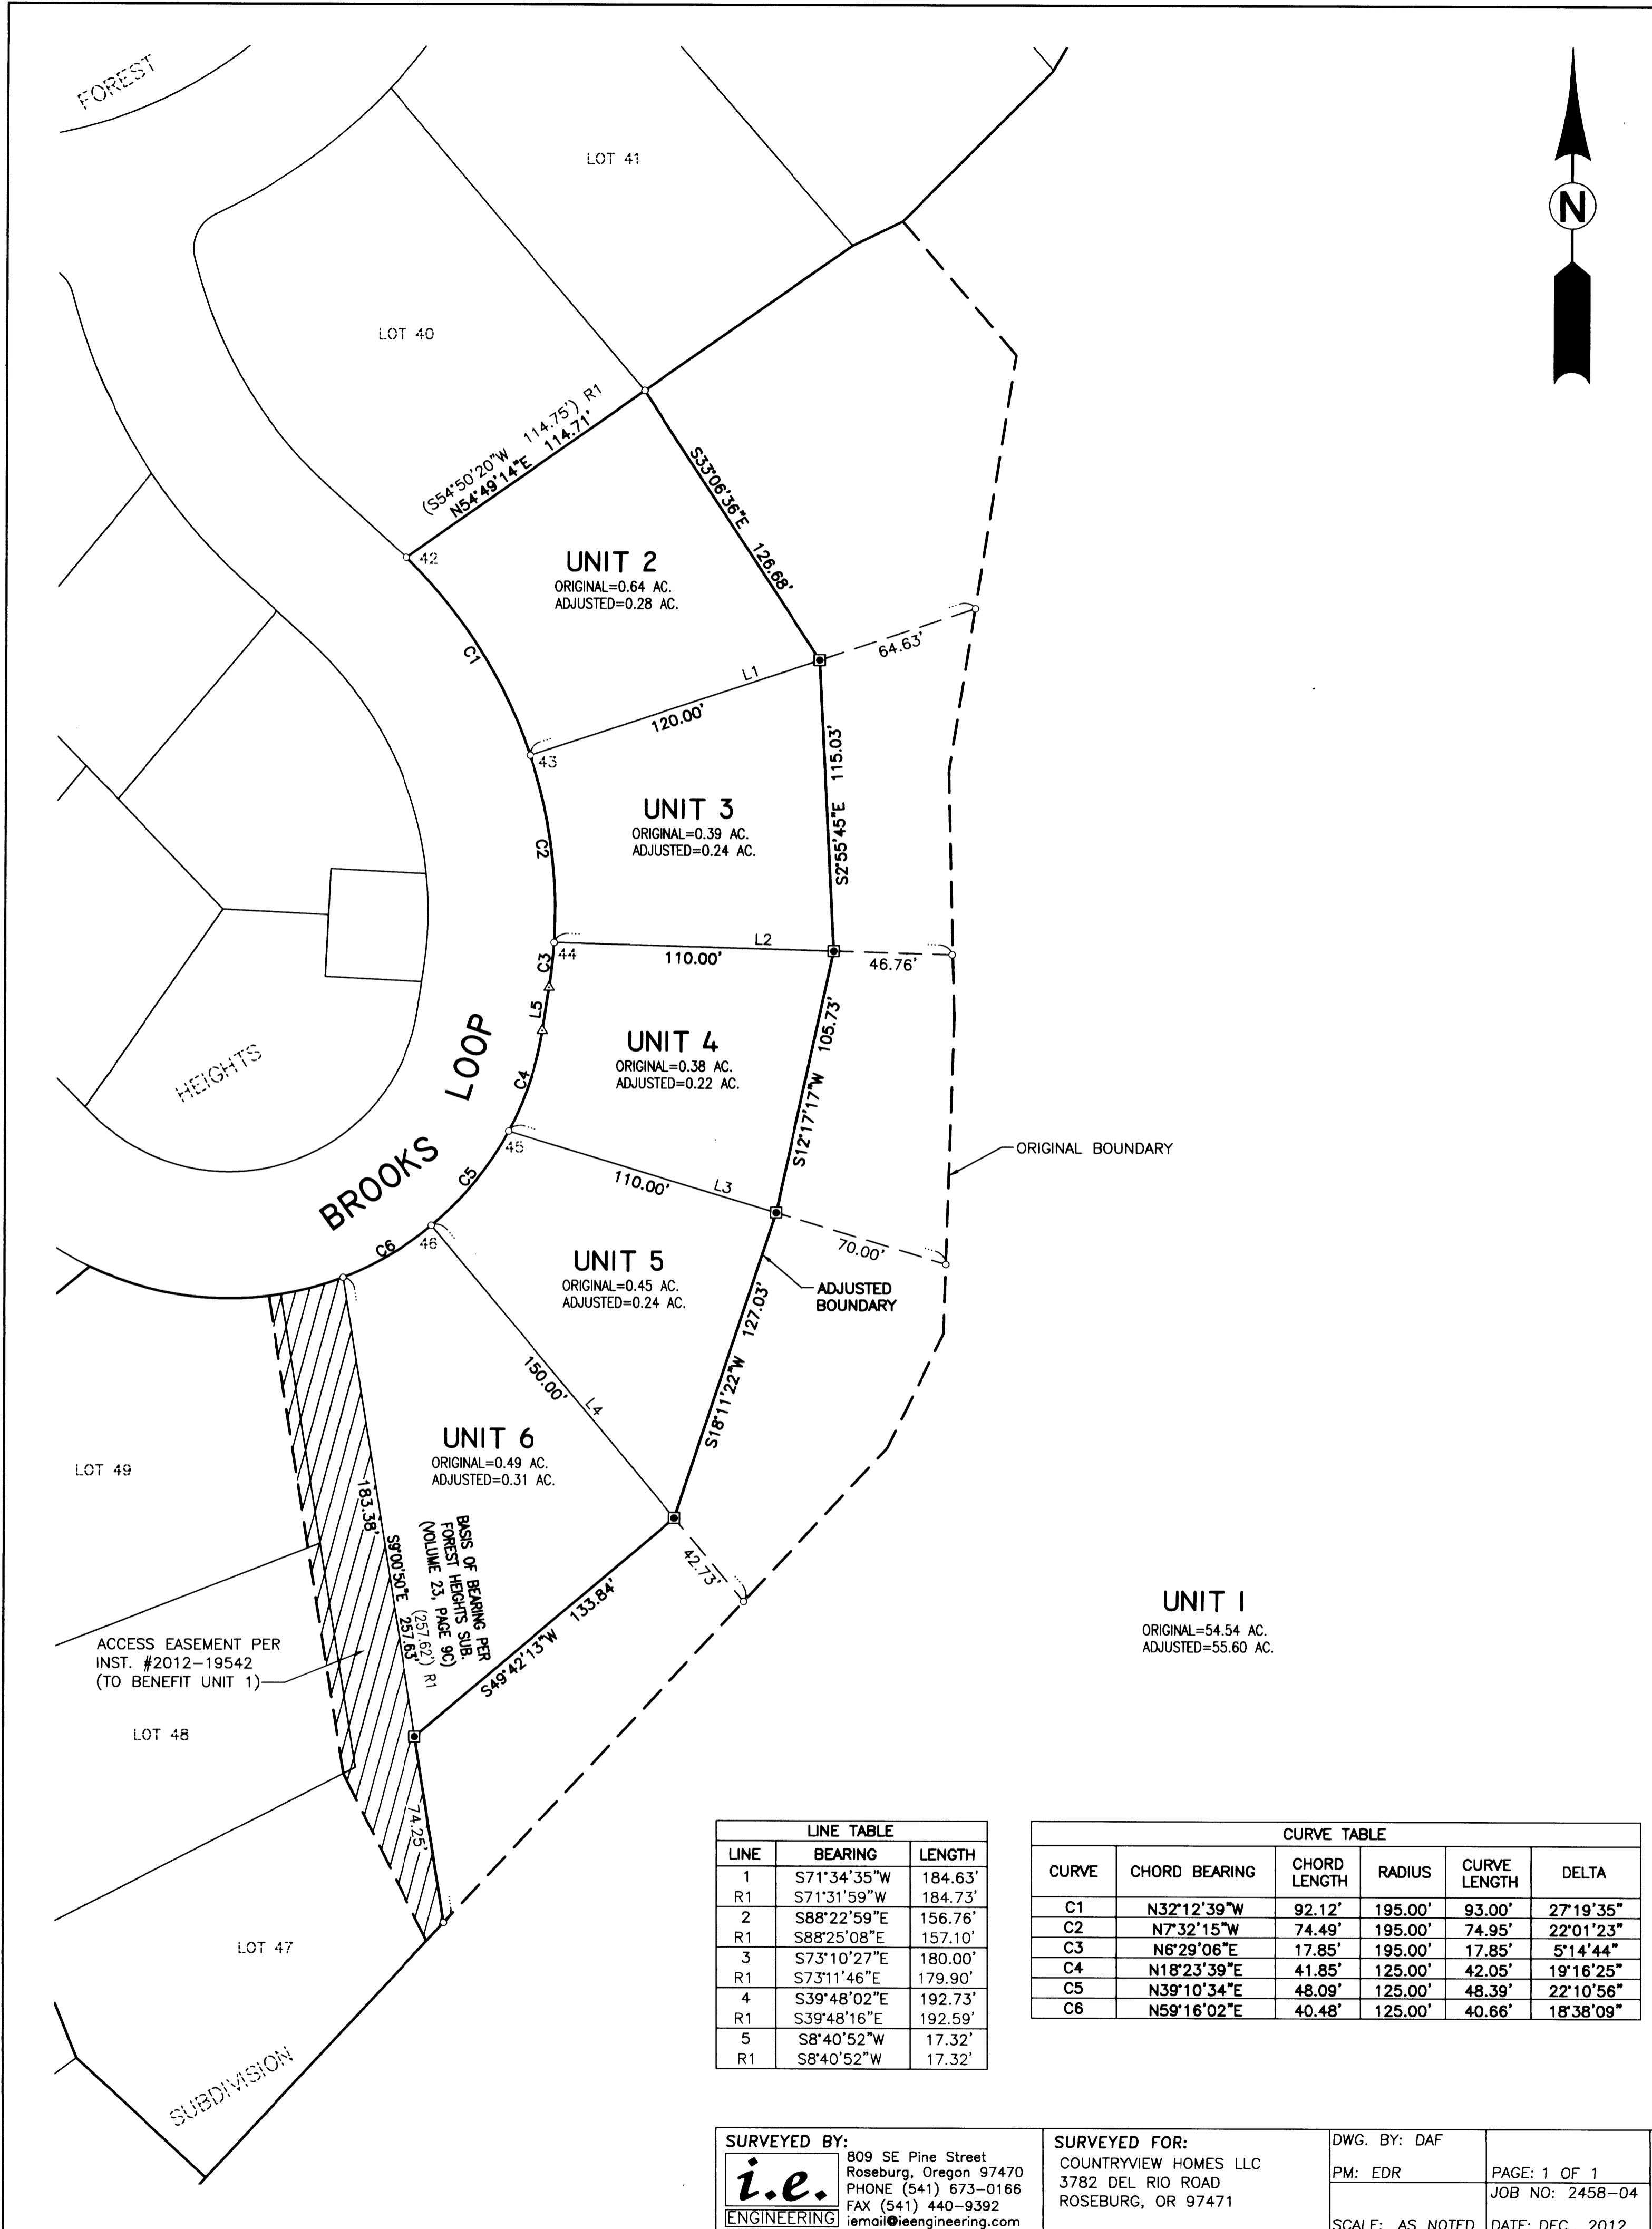 FOREST
LOT 41
N
LOT 40
(S54°50'20"W 114.75') R1
N54°49'14"E 114.71'
S33°06'36"E 126.68'
42
UNIT 2
ORIGINAL=0.64 AC.
ADJUSTED=0.28 AC.
C1
64.63'
L1
120.00'
43
UNIT 3
ORIGINAL=0.39 AC.
ADJUSTED=0.24 AC.
C2
S2°55'45"E 115.03'
L2
44
110.00'
46.76'
C3
L5
UNIT 4
ORIGINAL=0.38 AC.
ADJUSTED=0.22 AC.
S12°17'17"W 105.73'
C4
HEIGHTS
BROOKS LOOP
45
ORIGINAL BOUNDARY
110.00'
L3
C5
70.00'
46
C6
UNIT 5
ORIGINAL=0.45 AC.
ADJUSTED=0.24 AC.
ADJUSTED
BOUNDARY
S18°11'22"W 127.03'
150.00'
L4
UNIT 6
ORIGINAL=0.49 AC.
ADJUSTED=0.31 AC.
LOT 49
183.38'
S9°00'50"E 257.63'
(257.62') R1
BASIS OF BEARING PER
FOREST HEIGHTS SUB.
(VOLUME 23, PAGE 9C)
42.73'
S49°42'13"W 133.84'
UNIT 1
ORIGINAL=54.54 AC.
ADJUSTED=55.60 AC.
ACCESS EASEMENT PER
INST. #2012-19542
(TO BENEFIT UNIT 1)
LOT 48
74.25'
LOT 47
SUBDIVISION
LINE TABLE
LINE BEARING LENGTH
1 S71°34'35"W 184.63'
R1 S71°31'59"W 184.73'
2 S88°22'59"E 156.76'
R1 S88°25'08"E 157.10'
3 S73°10'27"E 180.00'
R1 S73°11'46"E 179.90'
4 S39°48'02"E 192.73'
R1 S39°48'16"E 192.59'
5 S8°40'52"W 17.32'
R1 S8°40'52"W 17.32'
CURVE TABLE
CURVE CHORD BEARING CHORD LENGTH RADIUS CURVE LENGTH DELTA
C1 N32°12'39"W 92.12' 195.00' 93.00' 27°19'35"
C2 N7°32'15"W 74.49' 195.00' 74.95' 22°01'23"
C3 N6°29'06"E 17.85' 195.00' 17.85' 5°14'44"
C4 N18°23'39"E 41.85' 125.00' 42.05' 19°16'25"
C5 N39°10'34"E 48.09' 125.00' 48.39' 22°10'56"
C6 N59°16'02"E 40.48' 125.00' 40.66' 18°38'09"
SURVEYED BY:
i.e.
ENGINEERING
809 SE Pine Street
Roseburg, Oregon 97470
PHONE (541) 673-0166
FAX (541) 440-9392
iemail@ieengineering.com
SURVEYED FOR:
COUNTRYVIEW HOMES LLC
3782 DEL RIO ROAD
ROSEBURG, OR 97471
DWG. BY: DAF
PM: EDR
PAGE: 1 OF 1
JOB NO: 2458-04
SCALE: AS NOTED
DATE: DEC. 2012